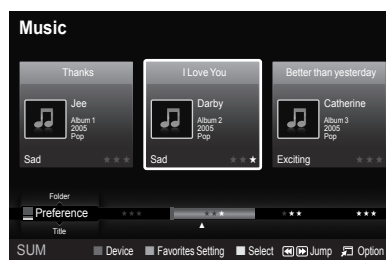 Music
Thanks
I Love You
Better than yesterday
Jee
Album 1
2005
Pop
Darby
Album 2
2005
Pop
Catherine
Album 3
2005
Pop
Sad
Sad
Exciting
Folder
Preference
Title
SUM
Device
Favorites Setting
Select
Jump
Option